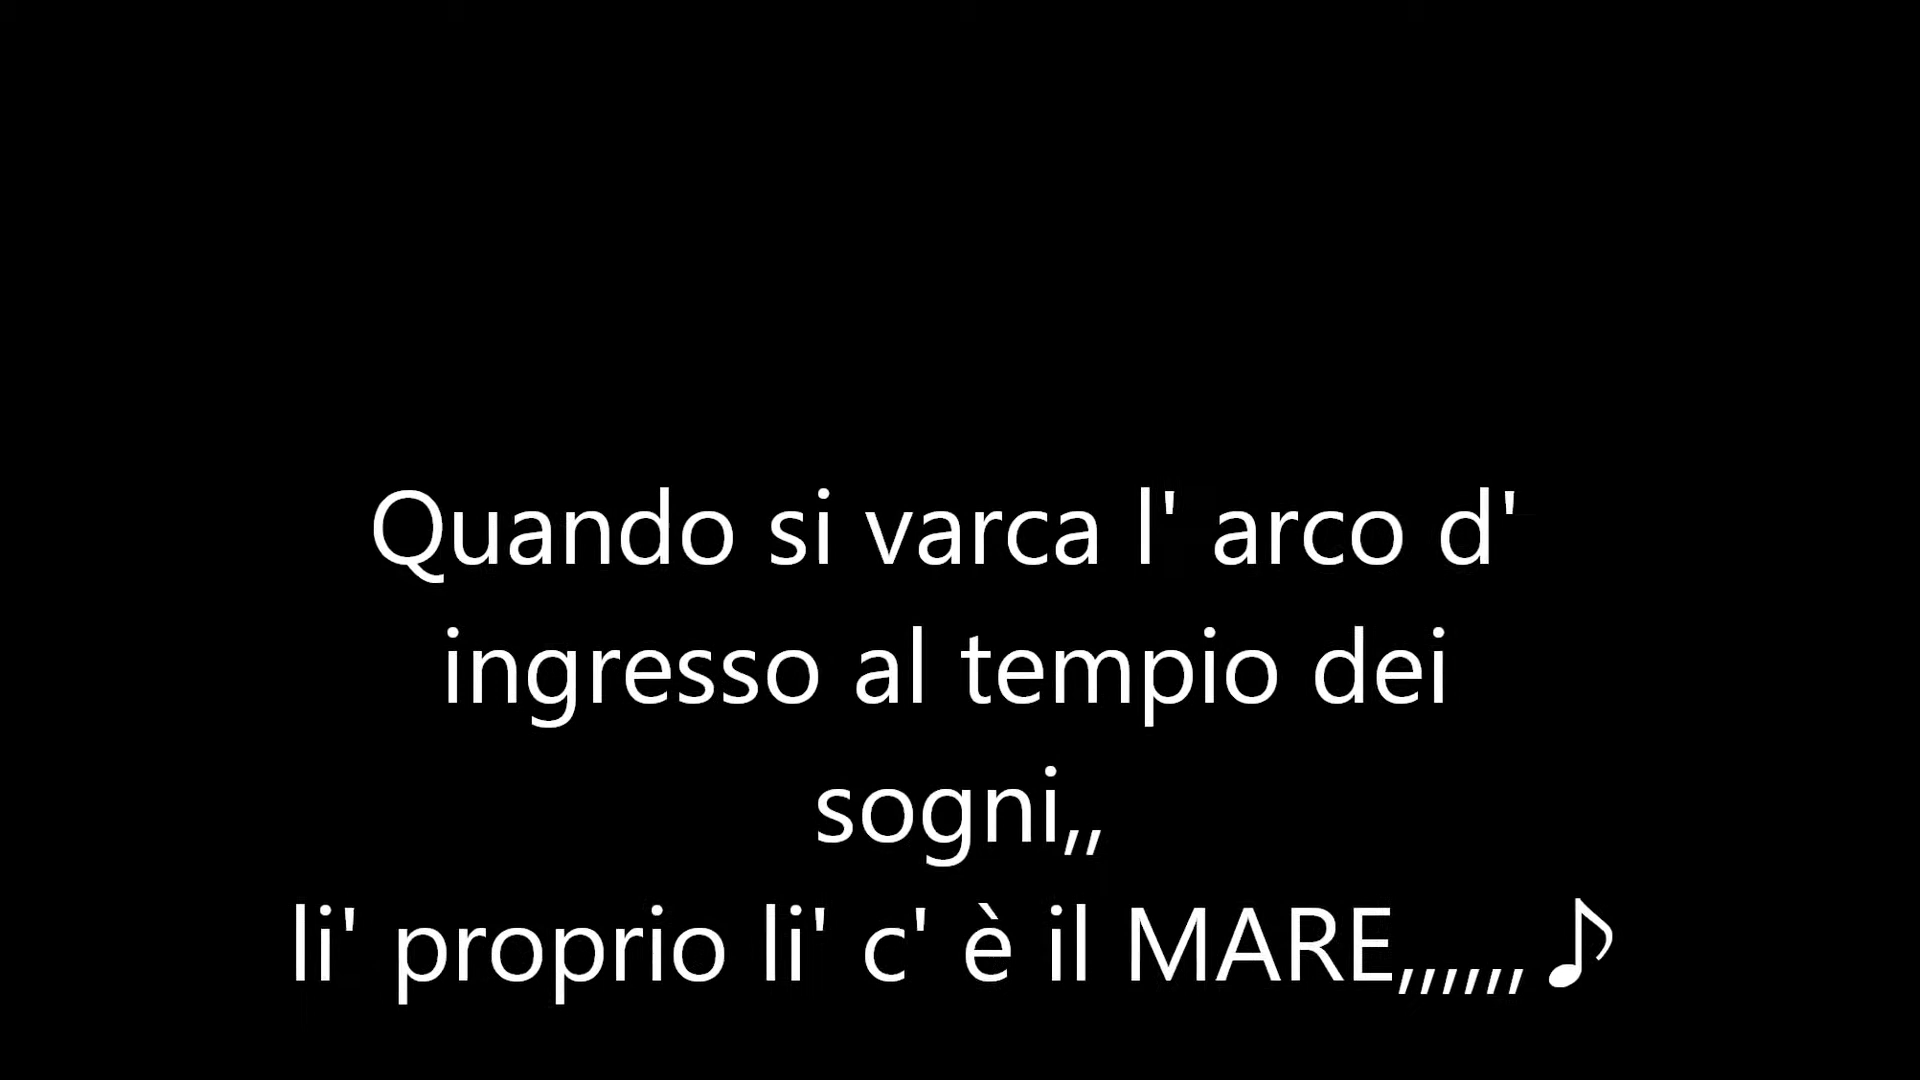 Quando si varca l' arco d'
ingresso al tempio dei
sogni,,
li' proprio li' c' è il MARE,,,,,,♪